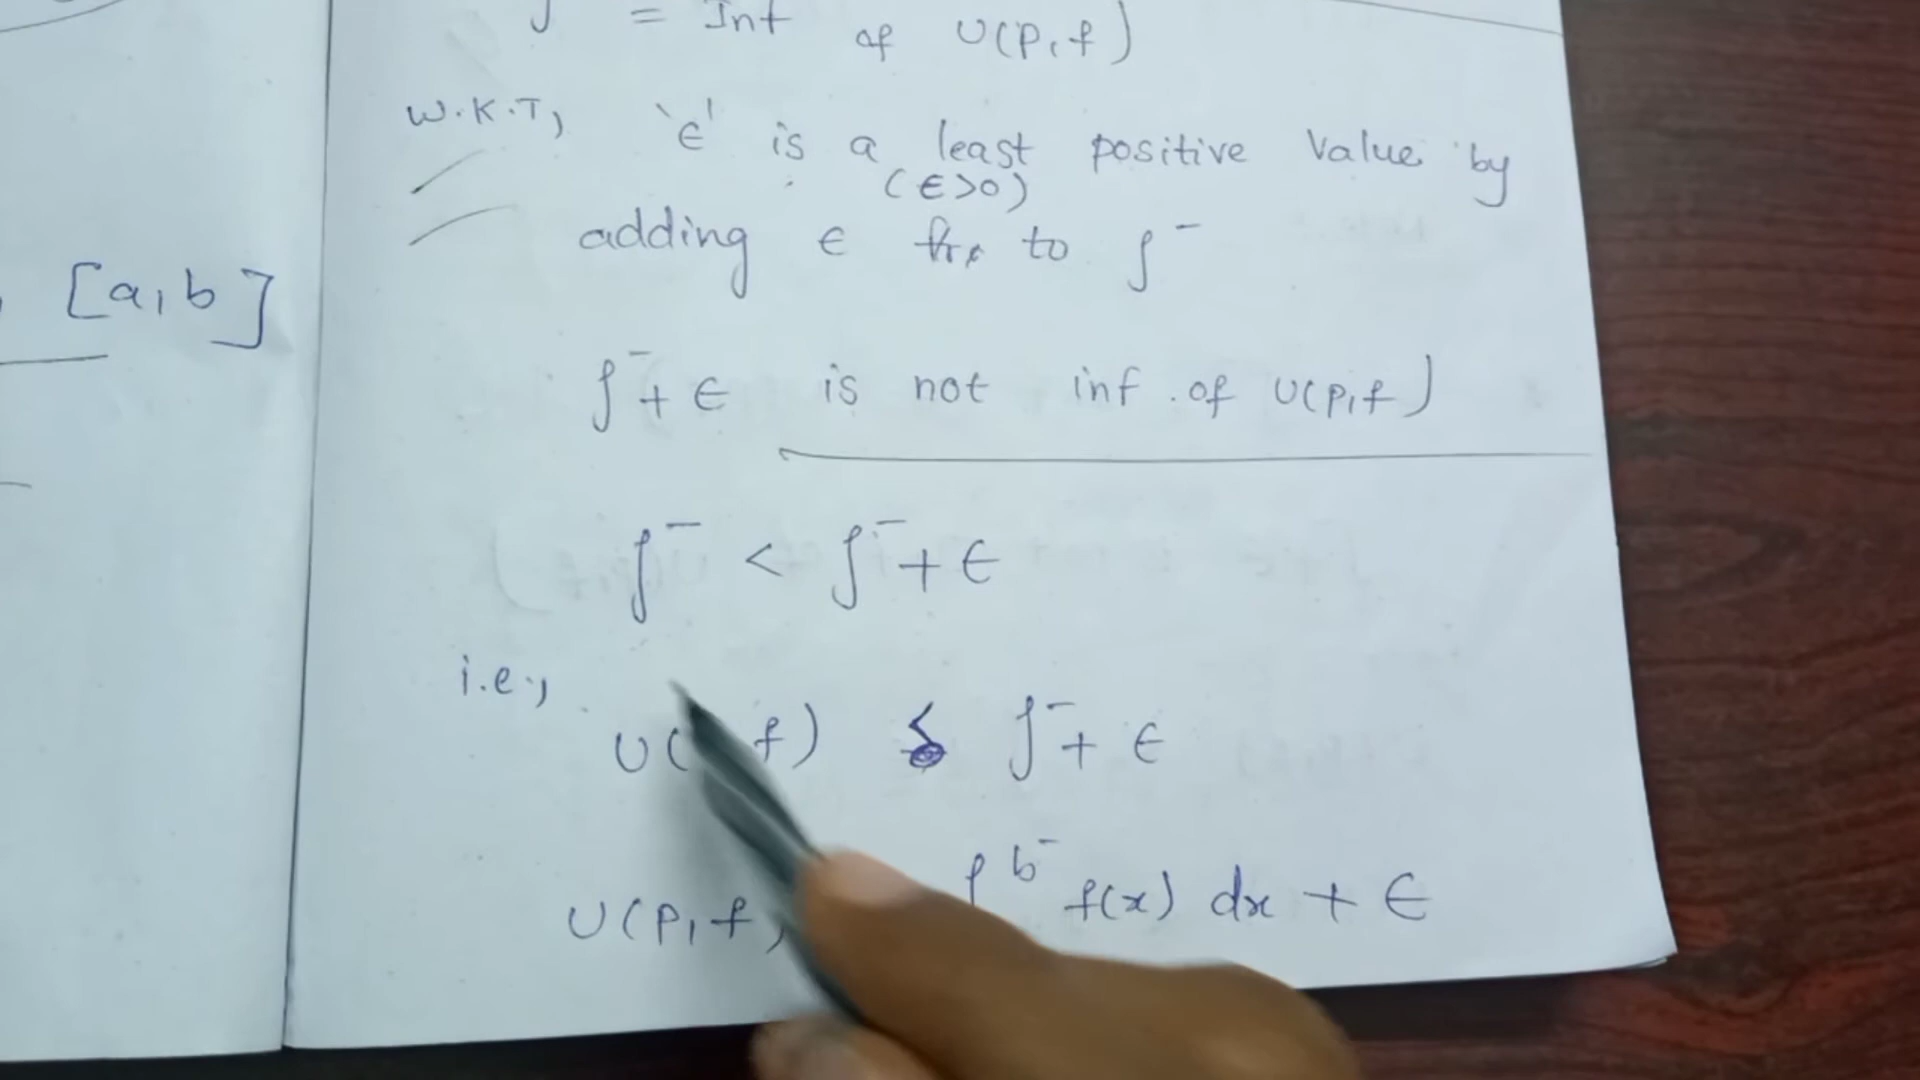 ∫‾ = Inf of U(P,f)
W.K.T, 'ϵ' is a least positive value by
(ϵ>0)
adding ϵ to ∫‾
[a,b]
∫‾+ϵ is not inf. of U(P,f)
∫‾ < ∫‾+ϵ
i.e.,
U( f) ∫‾+ ϵ
U(P,f) ∫ b‾ f(x) dx + ϵ